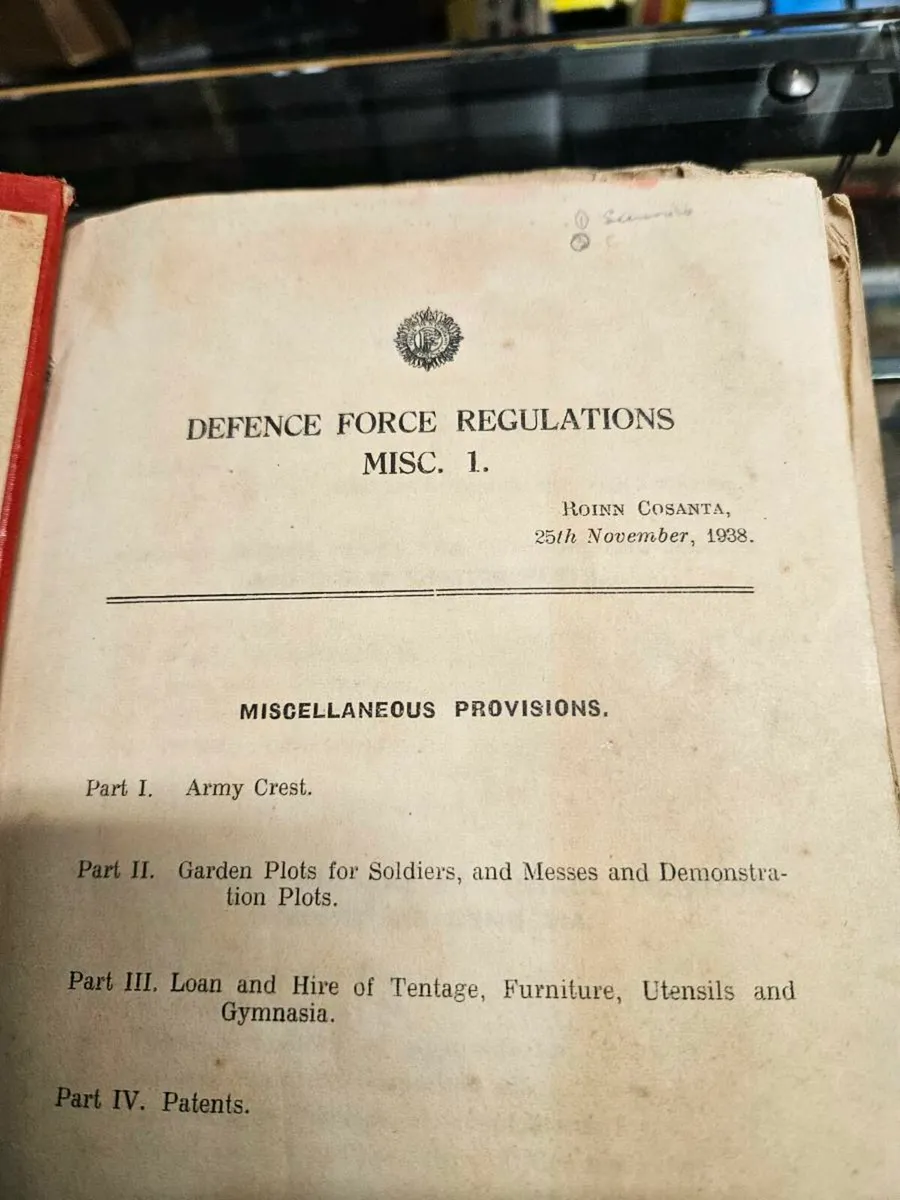 DEFENCE FORCE REGULATIONS
MISC. 1.
ROINN COSANTA,
25th November, 1938.
MISCELLANEOUS PROVISIONS.
Part I. Army Crest.
Part II. Garden Plots for Soldiers, and Messes and Demonstra-
tion Plots.
Part III. Loan and Hire of Tentage, Furniture, Utensils and
Gymnasia.
Part IV. Patents.